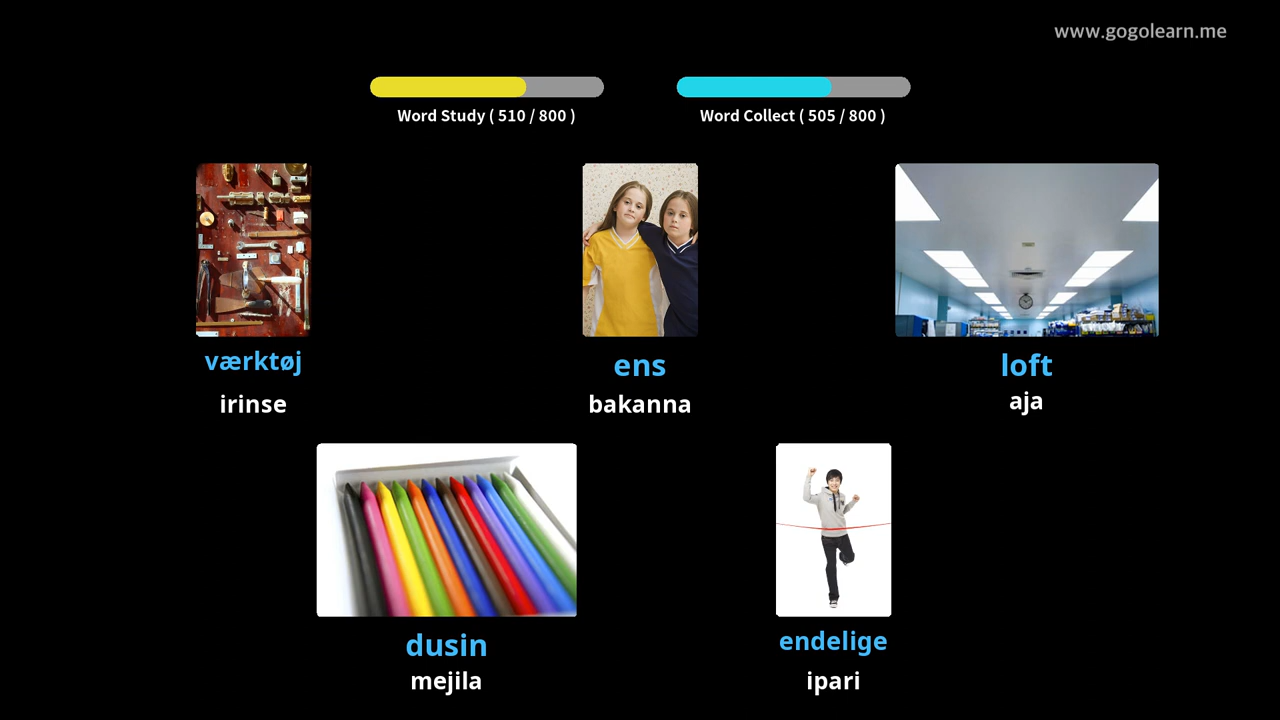 www.gogolearn.me
Word Study ( 510 / 800 )
Word Collect ( 505 / 800 )
værktøj
irinse
ens
bakanna
loft
aja
dusin
mejila
endelige
ipari